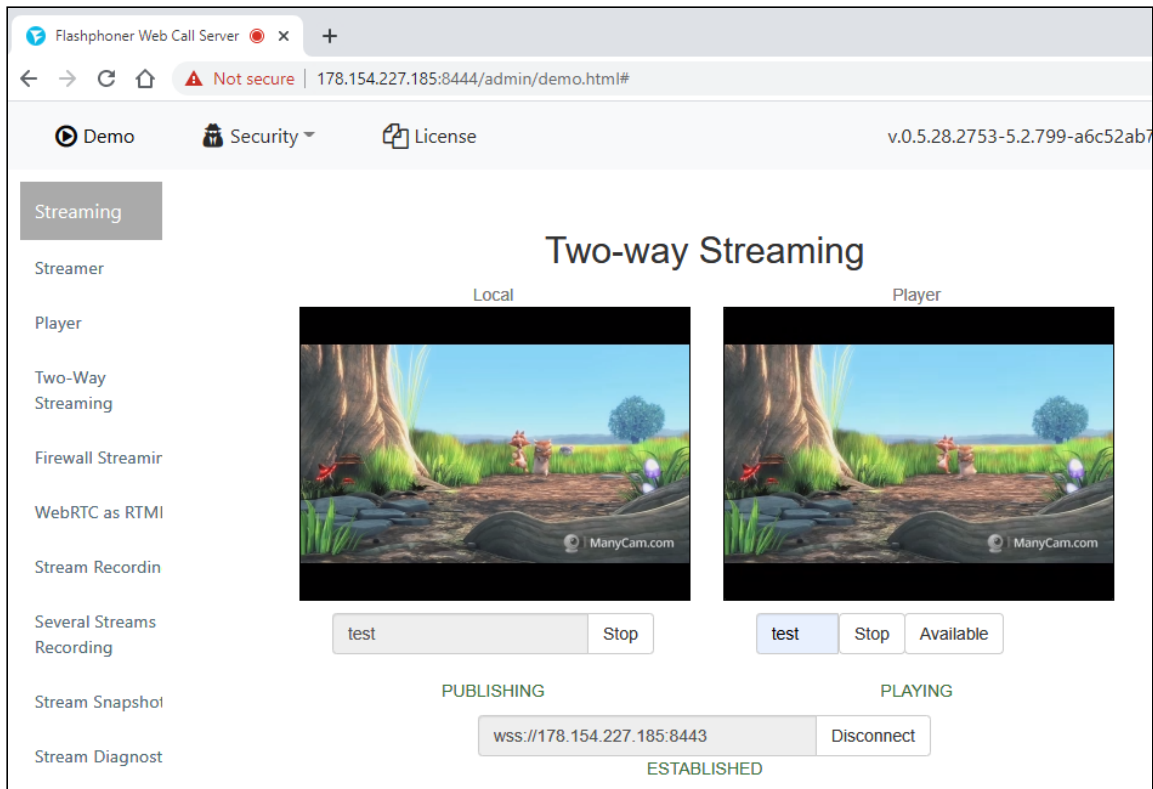 Flashphoner Web Call Server
Not secure | 178.154.227.185:8444/admin/demo.html#
Demo Security License v.0.5.28.2753-5.2.799-a6c52ab7
Streaming
Streamer
Player
Two-Way
Streaming
Firewall Streamin
WebRTC as RTMI
Stream Recordin
Several Streams
Recording
Stream Snapshot
Stream Diagnost
Two-way Streaming
Local Player
ManyCam.com ManyCam.com
test Stop test Stop Available
PUBLISHING PLAYING
wss://178.154.227.185:8443 Disconnect
ESTABLISHED